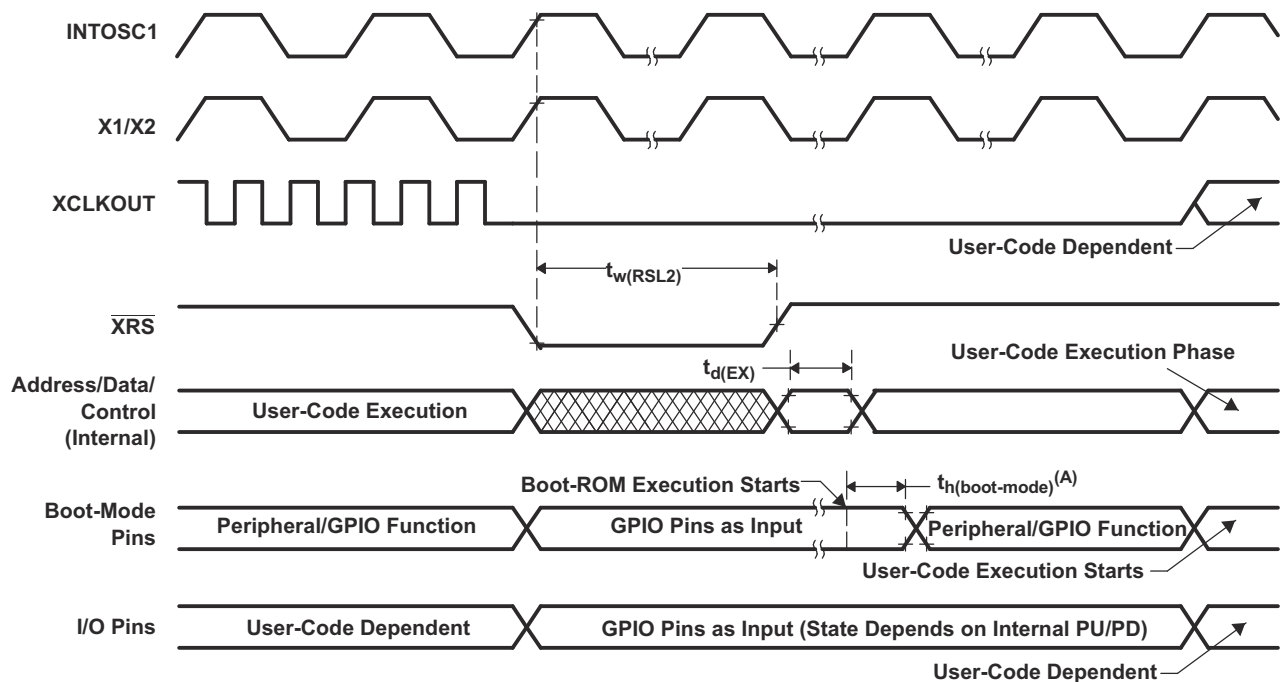 INTOSC1
X1/X2
XCLKOUT
User-Code Dependent
tw(RSL2)
XRS
User-Code Execution Phase
td(EX)
Address/Data/
Control
(Internal)
User-Code Execution
Boot-ROM Execution Starts
th(boot-mode)(A)
Boot-Mode
Pins
Peripheral/GPIO Function
GPIO Pins as Input
Peripheral/GPIO Function
User-Code Execution Starts
I/O Pins
User-Code Dependent
GPIO Pins as Input (State Depends on Internal PU/PD)
User-Code Dependent